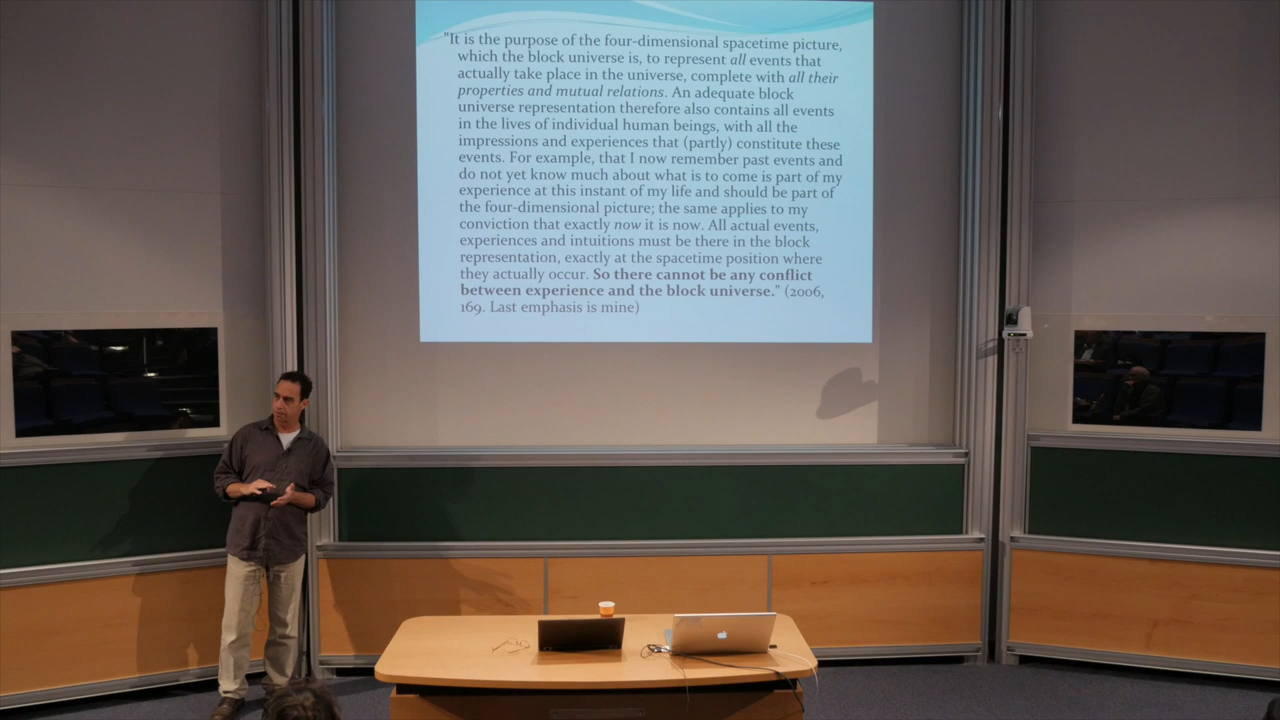 "It is the purpose of the four-dimensional spacetime picture,
which the block universe is, to represent all events that
actually take place in the universe, complete with all their
properties and mutual relations. An adequate block
universe representation therefore also contains all events
in the lives of individual human beings, with all the
impressions and experiences that (partly) constitute these
events. For example, that I now remember past events and
do not yet know much about what is to come is part of my
experience at this instant of my life and should be part of
the four-dimensional picture; the same applies to my
conviction that exactly now it is now. All actual events,
experiences and intuitions must be there in the block
representation, exactly at the spacetime position where
they actually occur. So there cannot be any conflict
between experience and the block universe." (2006,
169. Last emphasis is mine)